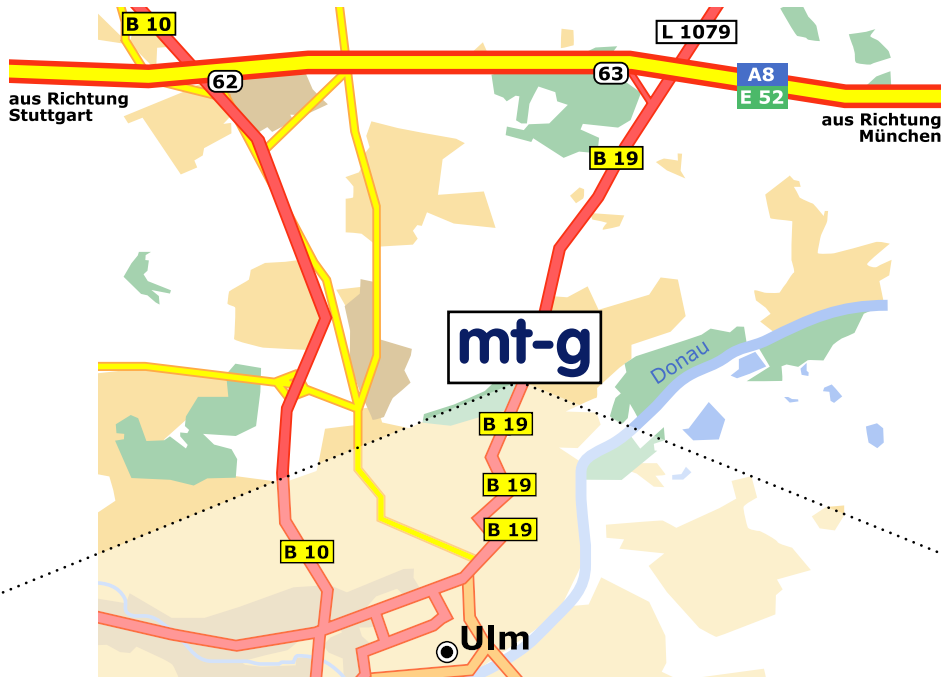 B 10
L 1079
62
63
A8
E 52
aus Richtung
Stuttgart
aus Richtung
München
B 19
mt-g
Donau
B 19
B 19
B 19
B 10
Ulm